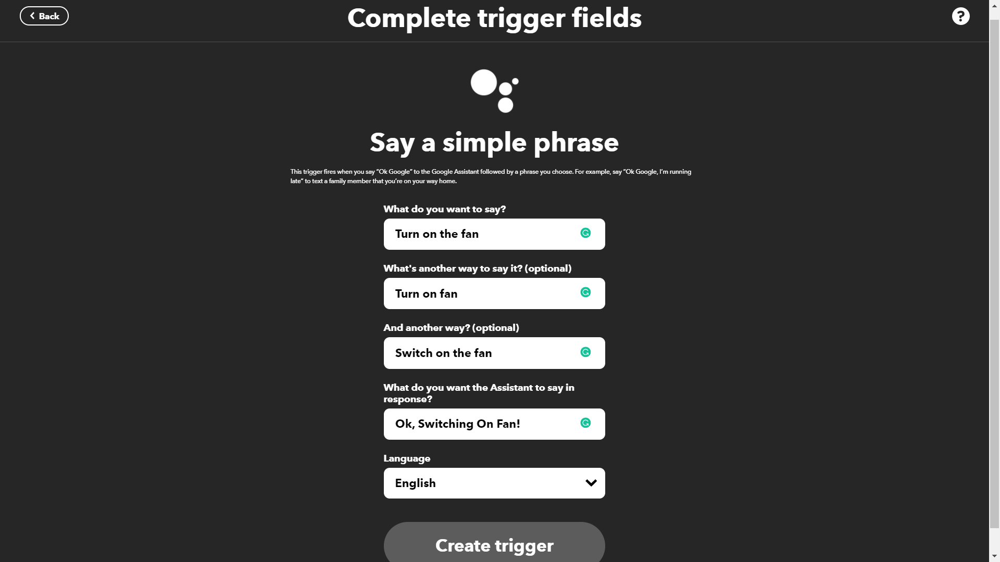 Back
Complete trigger fields
?
Say a simple phrase
This trigger fires when you say “Ok Google” to the Google Assistant followed by a phrase you choose. For example, say “Ok Google, I’m running
late” to text a family member that you’re on your way home.
What do you want to say?
Turn on the fan
What's another way to say it? (optional)
Turn on fan
And another way? (optional)
Switch on the fan
What do you want the Assistant to say in
response?
Ok, Switching On Fan!
Language
English
Create trigger